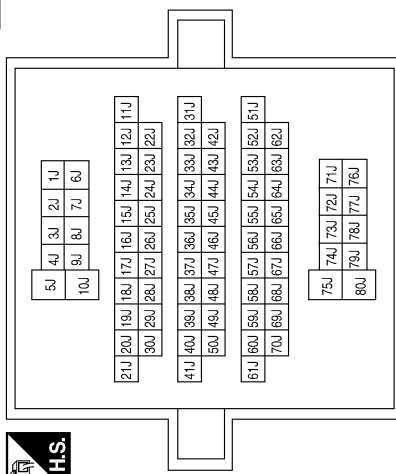 5J 4J 3J 2J 1J
10J 9J 8J 7J 6J
21J 20J 19J 18J 17J 16J 15J 14J 13J 12J 11J
30J 29J 28J 27J 26J 25J 24J 23J 22J
41J 40J 39J 38J 37J 36J 35J 34J 33J 32J 31J
50J 49J 48J 47J 46J 45J 44J 43J 42J
61J 60J 59J 58J 57J 56J 55J 54J 53J 52J 51J
70J 69J 68J 67J 66J 65J 64J 63J 62J
75J 74J 73J 72J 71J
80J 79J 78J 77J 76J
H.S.